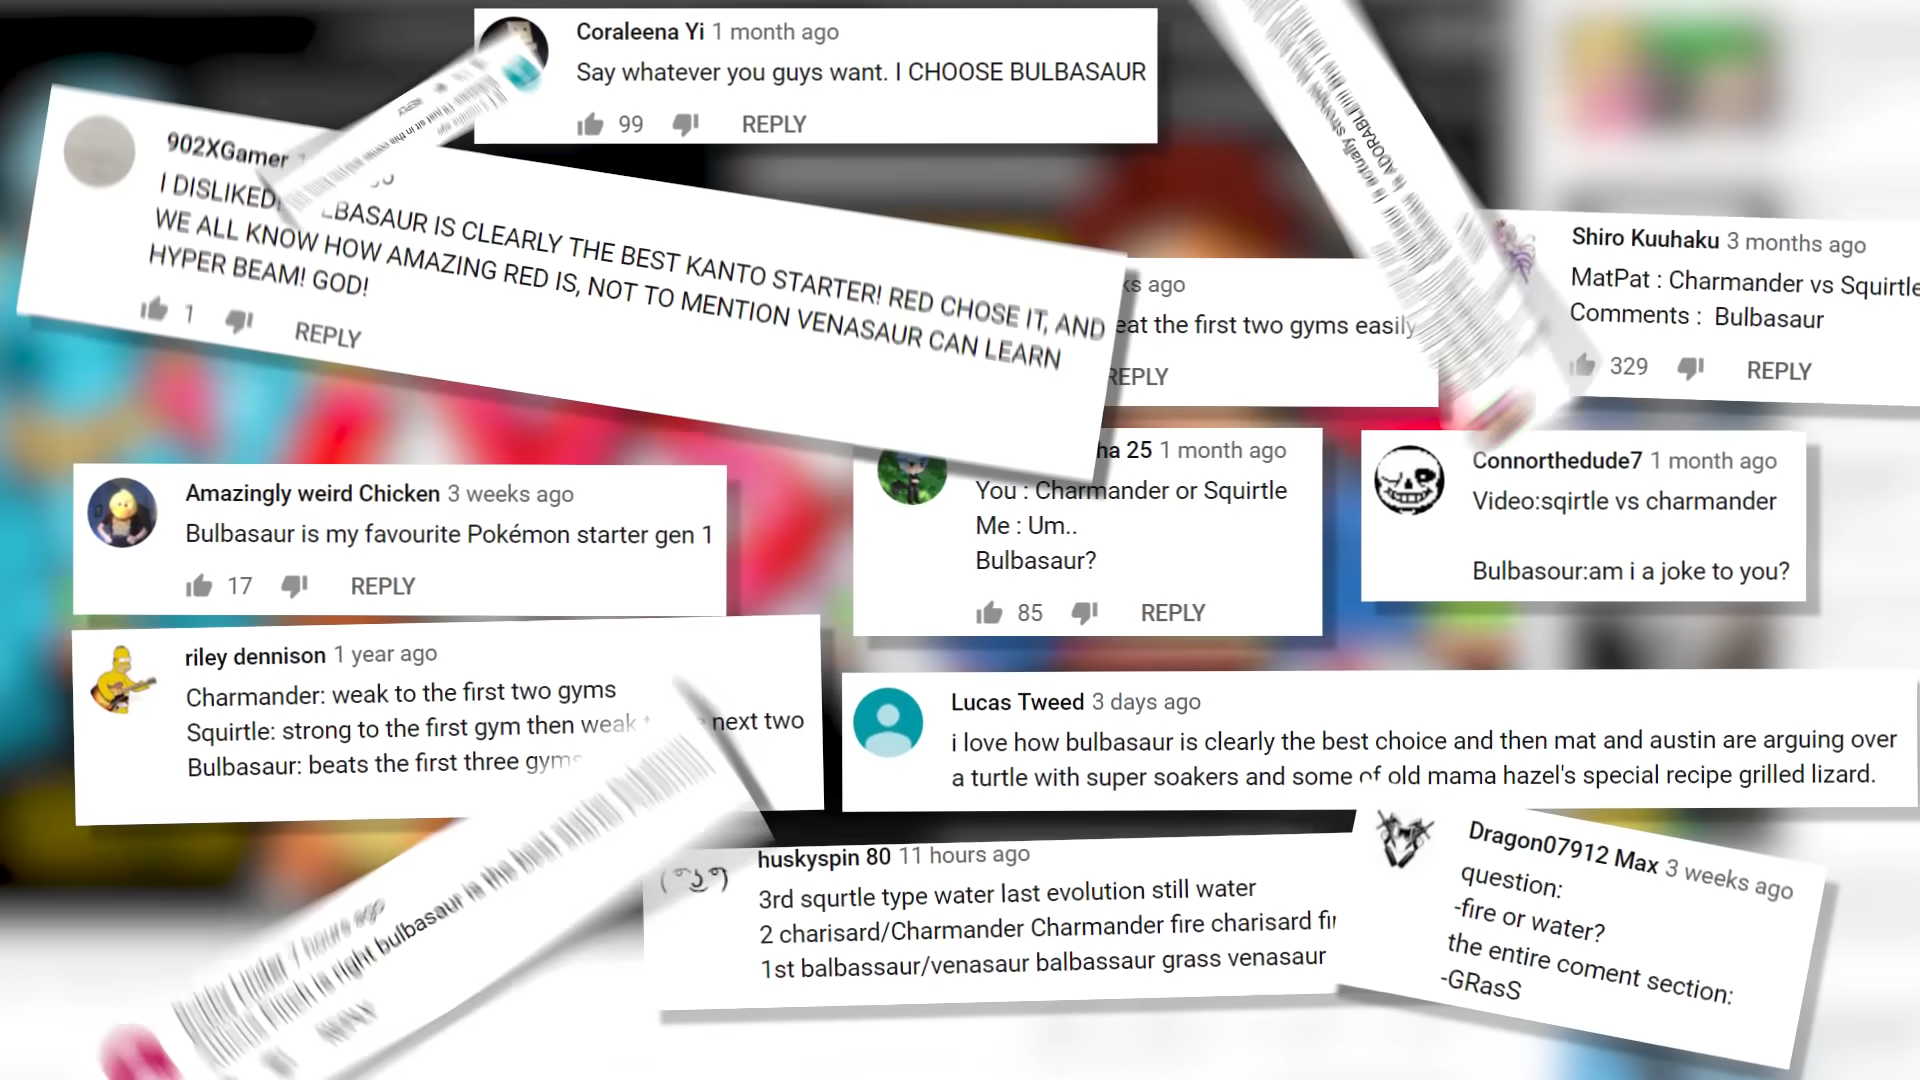 Coraleena Yi 1 month ago
Say whatever you guys want. I CHOOSE BULBASAUR
99 REPLY
902XGamer
I DISLIKED! BASAUR IS CLEARLY THE BEST KANTO STARTER! RED CHOSE IT, AND
WE ALL KNOW HOW AMAZING RED IS, NOT TO MENTION VENASAUR CAN LEARN
HYPER BEAM! GOD!
1 REPLY
ago
the first two gyms easily
REPLY
ADORABLE!!!!
actually
Shiro Kuuhaku 3 months ago
MatPat : Charmander vs Squirtle
Comments : Bulbasaur
329 REPLY
Amazingly weird Chicken 3 weeks ago
Bulbasaur is my favourite Pokémon starter gen 1
17 REPLY
25 1 month ago
You : Charmander or Squirtle
Me : Um..
Bulbasaur?
85 REPLY
Connorthedude7 1 month ago
Video:sqirtle vs charmander
Bulbasour:am i a joke to you?
riley dennison 1 year ago
Charmander: weak to the first two gyms
Squirtle: strong to the first gym then weak next two
Bulbasaur: beats the first three gyms
Lucas Tweed 3 days ago
i love how bulbasaur is clearly the best choice and then mat and austin are arguing over
a turtle with super soakers and some of old mama hazel's special recipe grilled lizard.
7 hours ago
is right bulbasaur is the best
huskyspin 80 11 hours ago
3rd squrtle type water last evolution still water
2 charisard/Charmander Charmander fire charisard
1st balbassaur/venasaur balbassaur grass venasaur
Dragon07912 Max 3 weeks ago
question:
-fire or water?
the entire coment section:
-GRasS